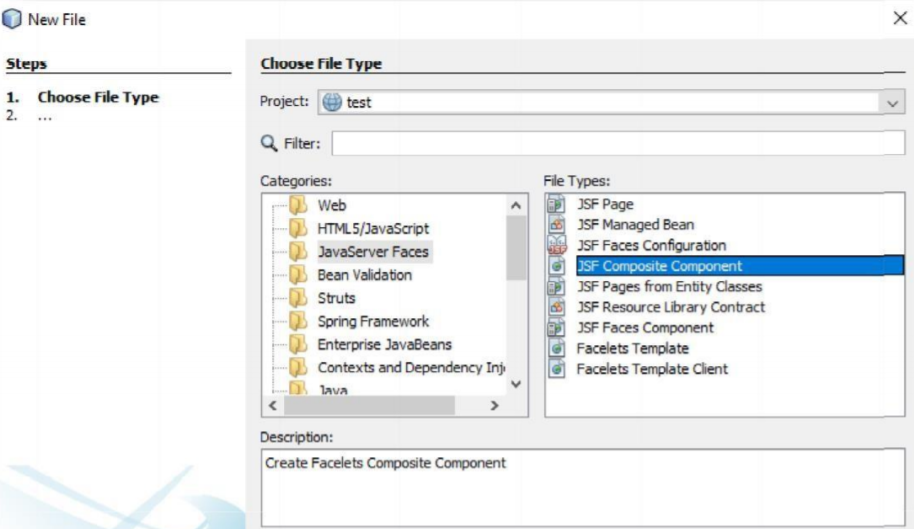 New File
Steps
1. Choose File Type
2. ...
Choose File Type
Project: test
Filter:
Categories:
Web
HTML5/JavaScript
JavaServer Faces
Bean Validation
Struts
Spring Framework
Enterprise JavaBeans
Contexts and Dependency Inj
Java
File Types:
JSF Page
JSF Managed Bean
JSF Faces Configuration
JSF Composite Component
JSF Pages from Entity Classes
JSF Resource Library Contract
JSF Faces Component
Facelets Template
Facelets Template Client
Description:
Create Facelets Composite Component